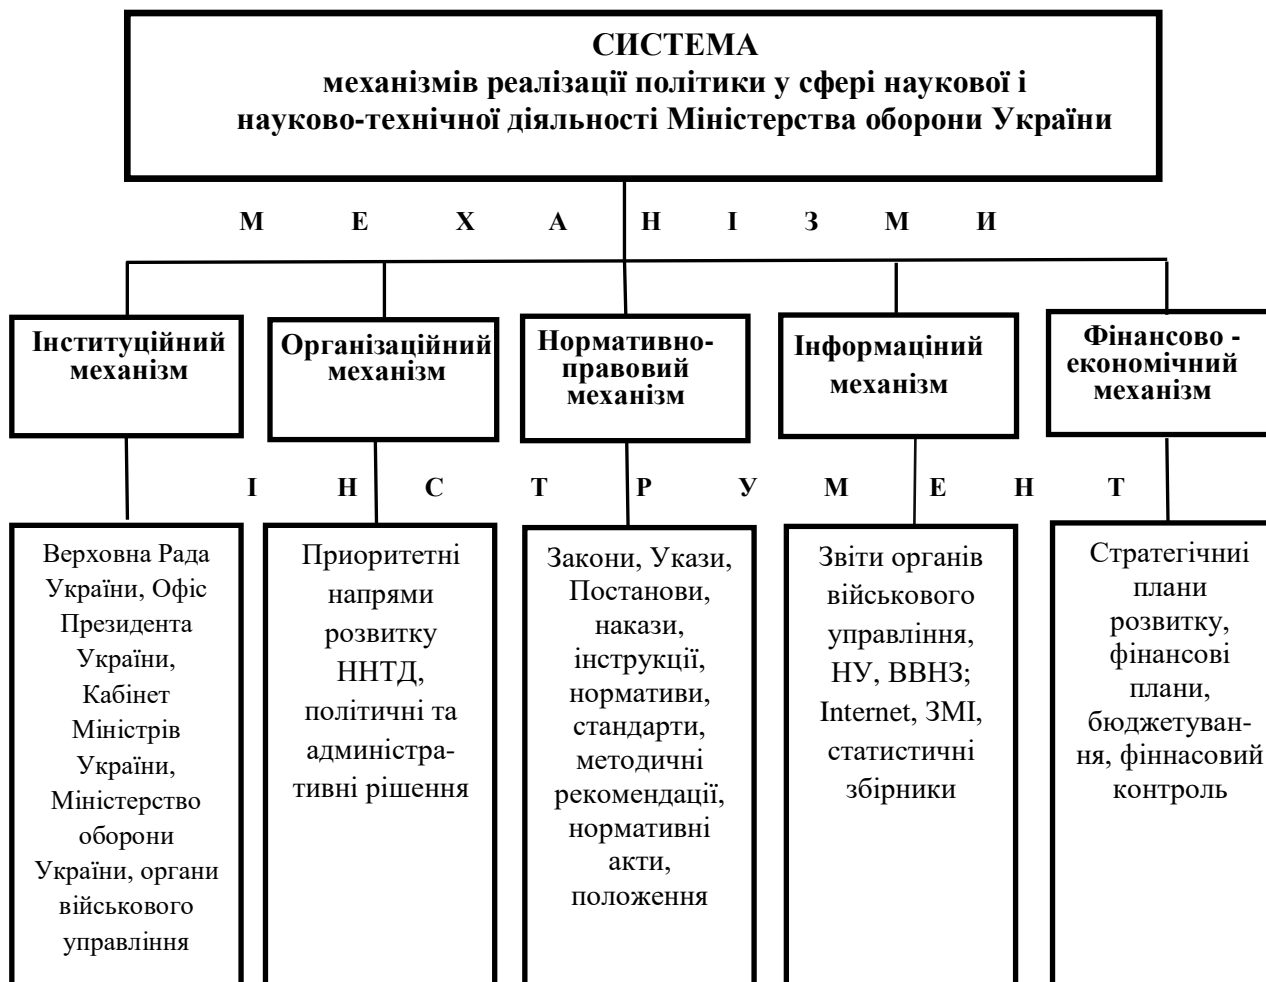 СИСТЕМА
механізмів реалізації політики у сфері наукової і
науково-технічної діяльності Міністерства оборони України
М Е Х А Н І З М И
Інституційний
механізм
Організаційний
механізм
Нормативно-
правовий
механізм
Інформаціний
механізм
Фінансово -
економічний
механізм
І Н С Т Р У М Е Н Т
Верховна Рада
України, Офіс
Президента
України,
Кабінет
Міністрів
України,
Міністерство
оборони
України, органи
військового
управління
Приоритетні
напрями
розвитку
ННТД,
політичні та
адміністра-
тивні рішення
Закони, Укази,
Постанови,
накази,
інструкції,
нормативи,
стандарти,
методичні
рекомендації,
нормативні
акти,
положення
Звіти органів
військового
управління,
НУ, ВВНЗ;
Internet, ЗМІ,
статистичні
збірники
Стратегічниі
плани
розвитку,
фінансові
плани,
бюджетуван-
ня, фіннасовий
контроль